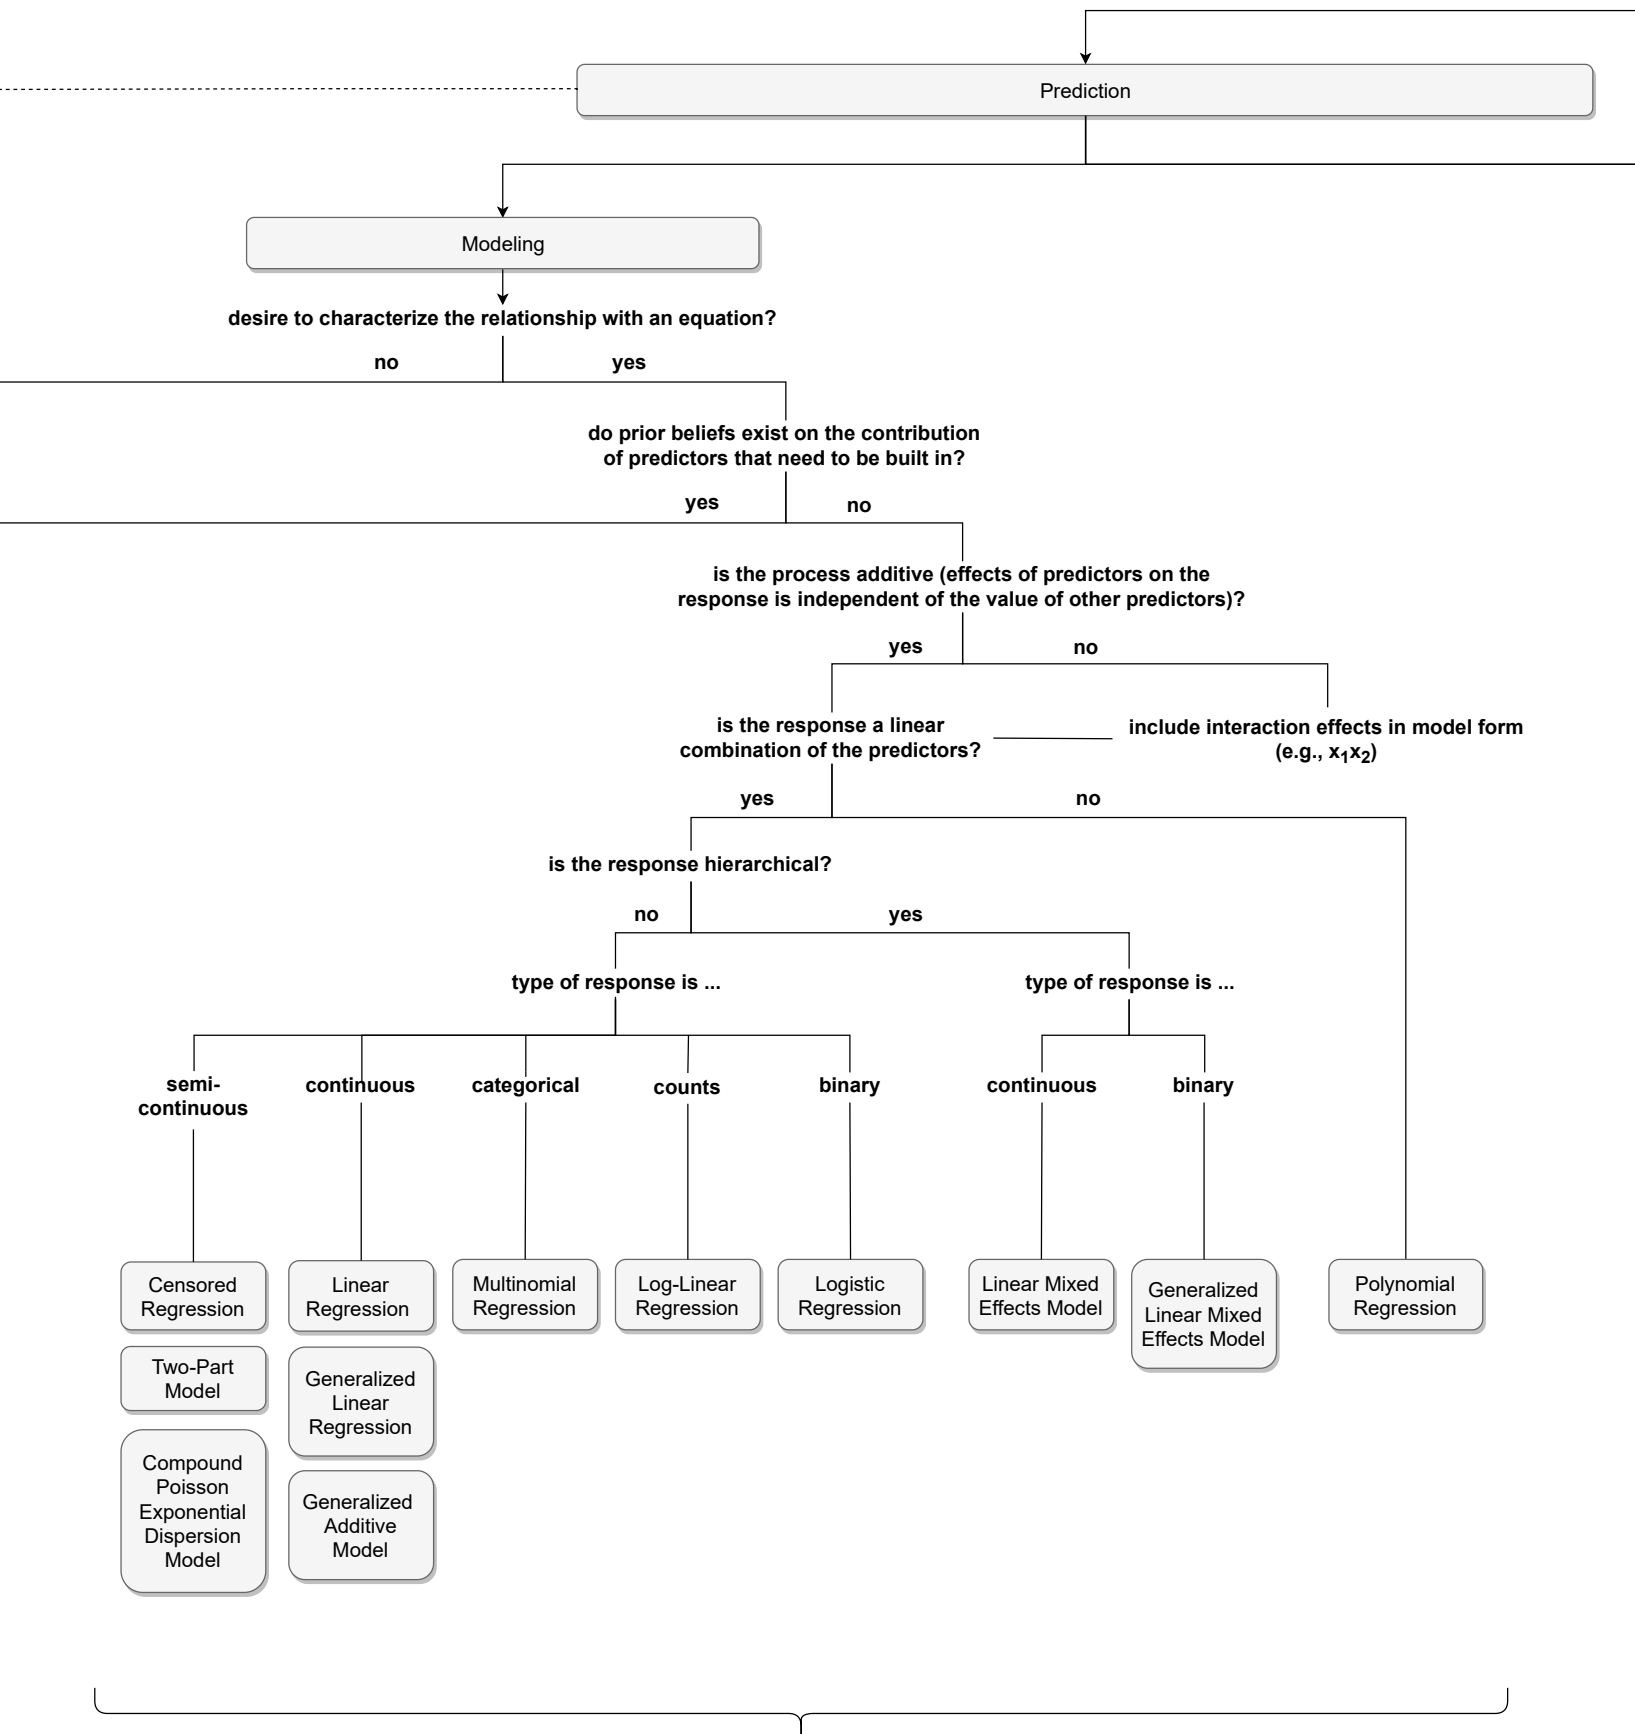 Prediction
Modeling
desire to characterize the relationship with an equation?
no
yes
do prior beliefs exist on the contribution
of predictors that need to be built in?
yes
no
is the process additive (effects of predictors on the
response is independent of the value of other predictors)?
yes
no
is the response a linear
combination of the predictors?
include interaction effects in model form
(e.g., x₁x₂)
yes
no
is the response hierarchical?
no
yes
type of response is ...
type of response is ...
semi-
continuous
continuous
categorical
counts
binary
continuous
binary
Censored
Regression
Linear
Regression
Multinomial
Regression
Log-Linear
Regression
Logistic
Regression
Linear Mixed
Effects Model
Generalized
Linear Mixed
Effects Model
Polynomial
Regression
Two-Part
Model
Generalized
Linear
Regression
Compound
Poisson
Exponential
Dispersion
Model
Generalized
Additive
Model